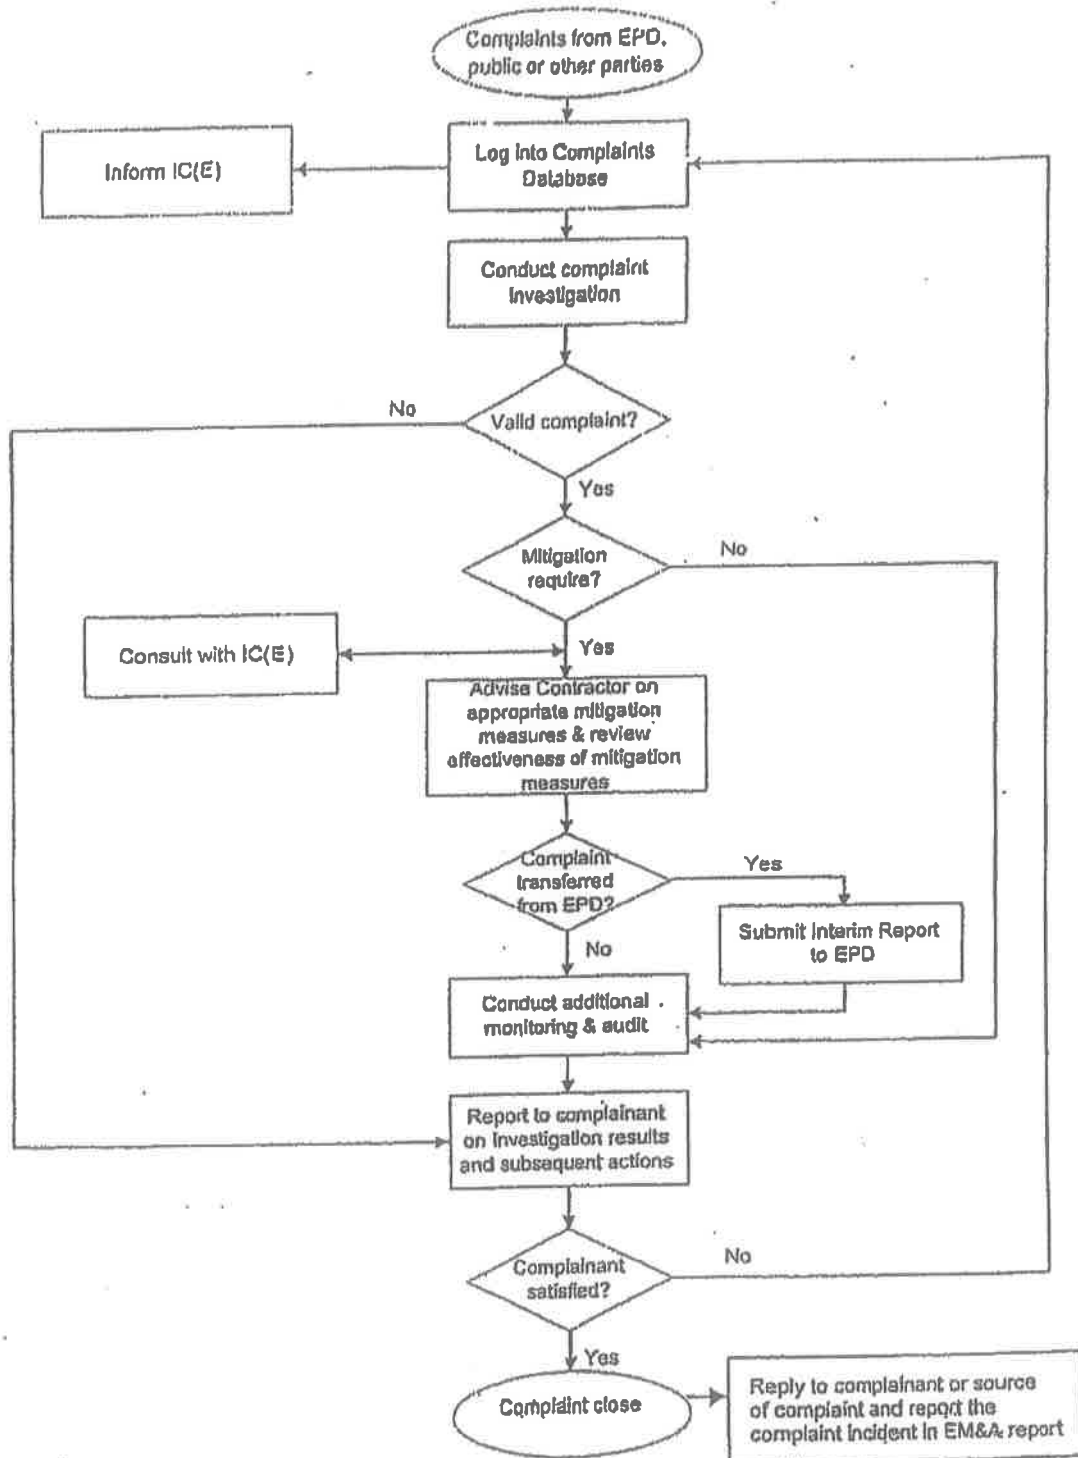 Complaints from EPD,
public or other parties
Inform IC(E)
Log into Complaints
Database
Conduct complaint
Investigation
No
Valid complaint?
Yes
Mitigation
require?
No
Yes
Consult with IC(E)
Advise Contractor on
appropriate mitigation
measures & review
effectiveness of mitigation
measures
Complaint
transferred
from EPD?
Yes
Submit Interim Report
to EPD
No
Conduct additional
monitoring & audit
Report to complainant
on investigation results
and subsequent actions
Complainant
satisfied?
No
Yes
Complaint close
Reply to complainant or source
of complaint and report the
complaint incident in EM&A report